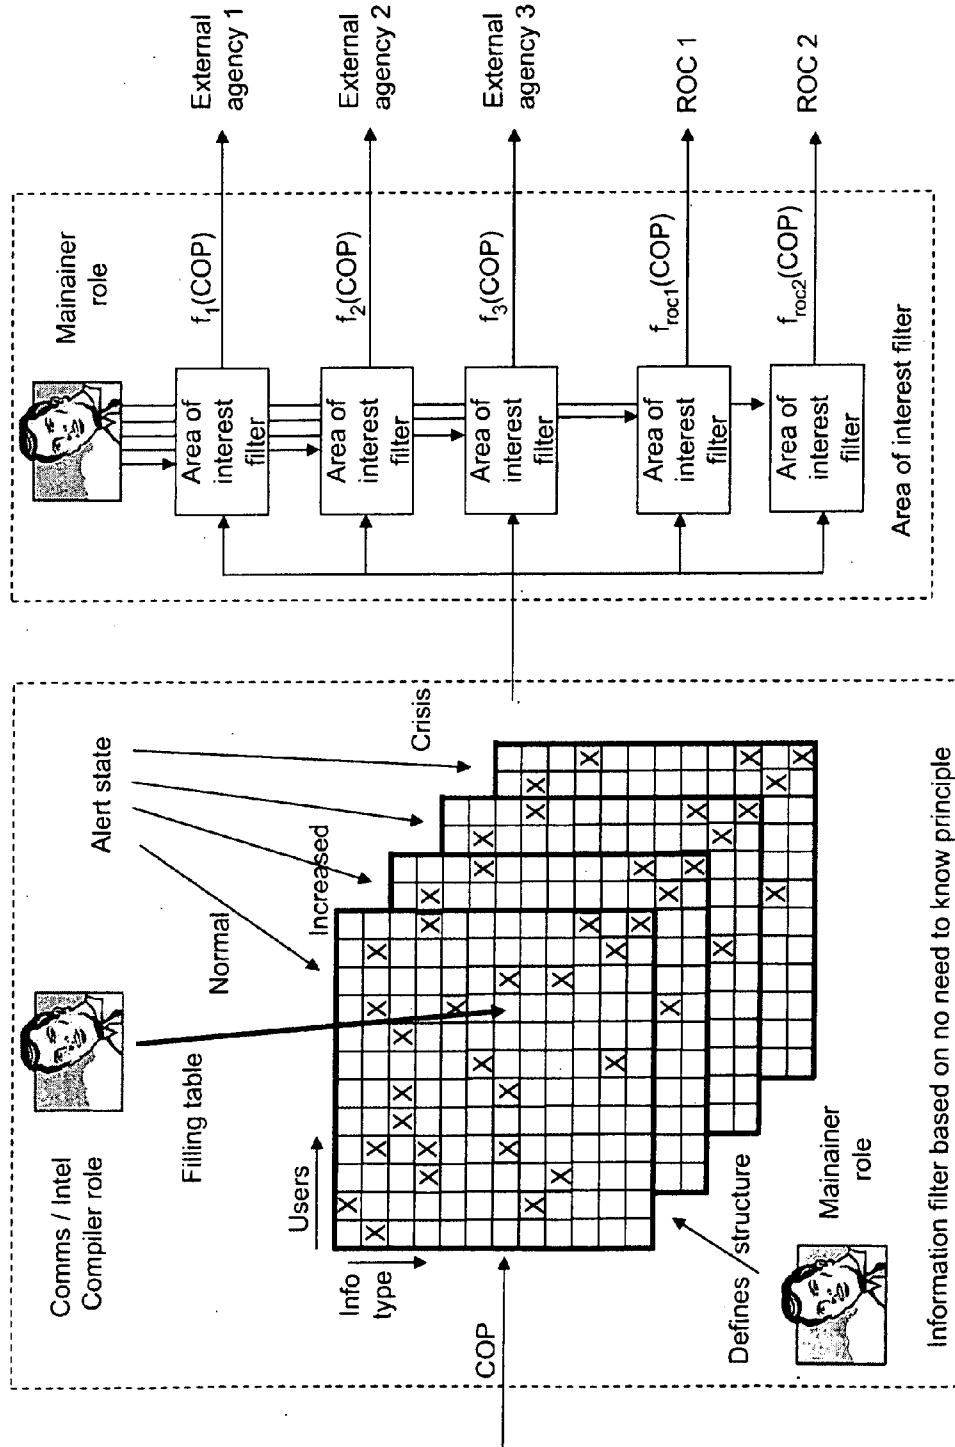 Comms / Intel
Compiler role
Filling table
Normal
Alert state
Increased
Crisis
Users
Info
type
COP
Defines structure
Mainainer
role
Information filter based on no need to know principle
Mainainer
role
Area of
interest
filter
f1(COP)
External
agency 1
Area of
interest
filter
f2(COP)
External
agency 2
Area of
interest
filter
f3(COP)
External
agency 3
Area of
interest
filter
froc1(COP)
ROC 1
Area of
interest
filter
froc2(COP)
ROC 2
Area of interest filter